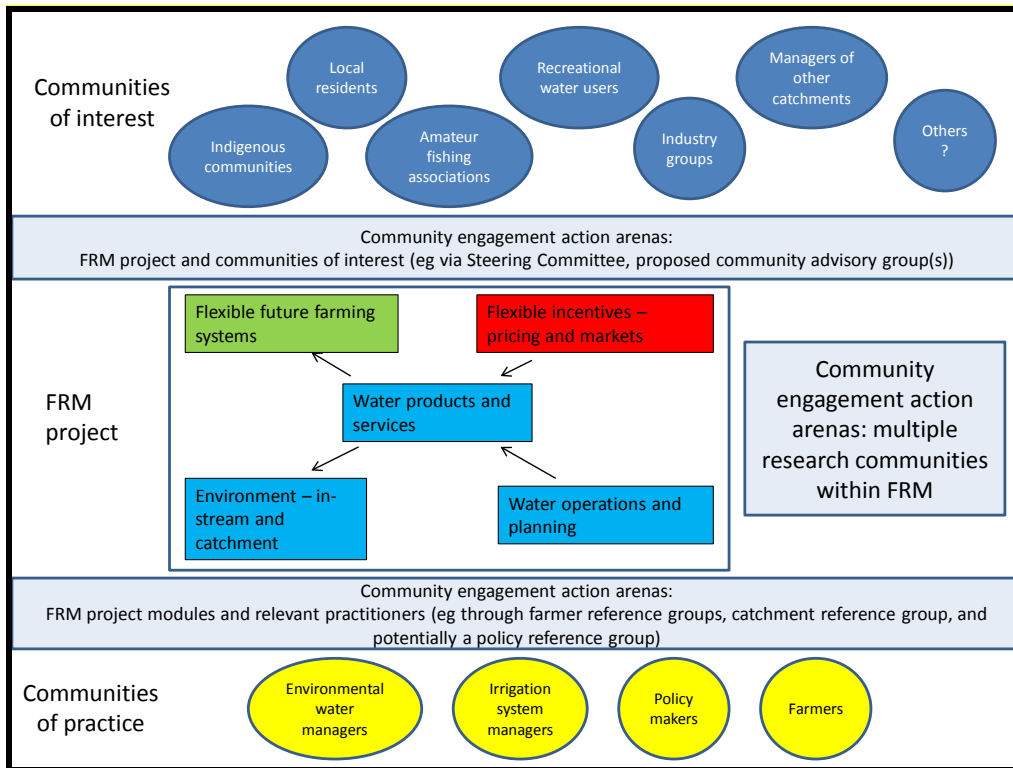 Communities
of interest
Local
residents
Recreational
water users
Managers of
other
catchments
Indigenous
communities
Amateur
fishing
associations
Industry
groups
Others
?
Community engagement action arenas:
FRM project and communities of interest (eg via Steering Committee, proposed community advisory group(s))
FRM
project
Flexible future farming
systems
Flexible incentives –
pricing and markets
Water products and
services
Environment – in-
stream and
catchment
Water operations and
planning
Community
engagement action
arenas: multiple
research communities
within FRM
Community engagement action arenas:
FRM project modules and relevant practitioners (eg through farmer reference groups, catchment reference group, and
potentially a policy reference group)
Communities
of practice
Environmental
water
managers
Irrigation
system
managers
Policy
makers
Farmers